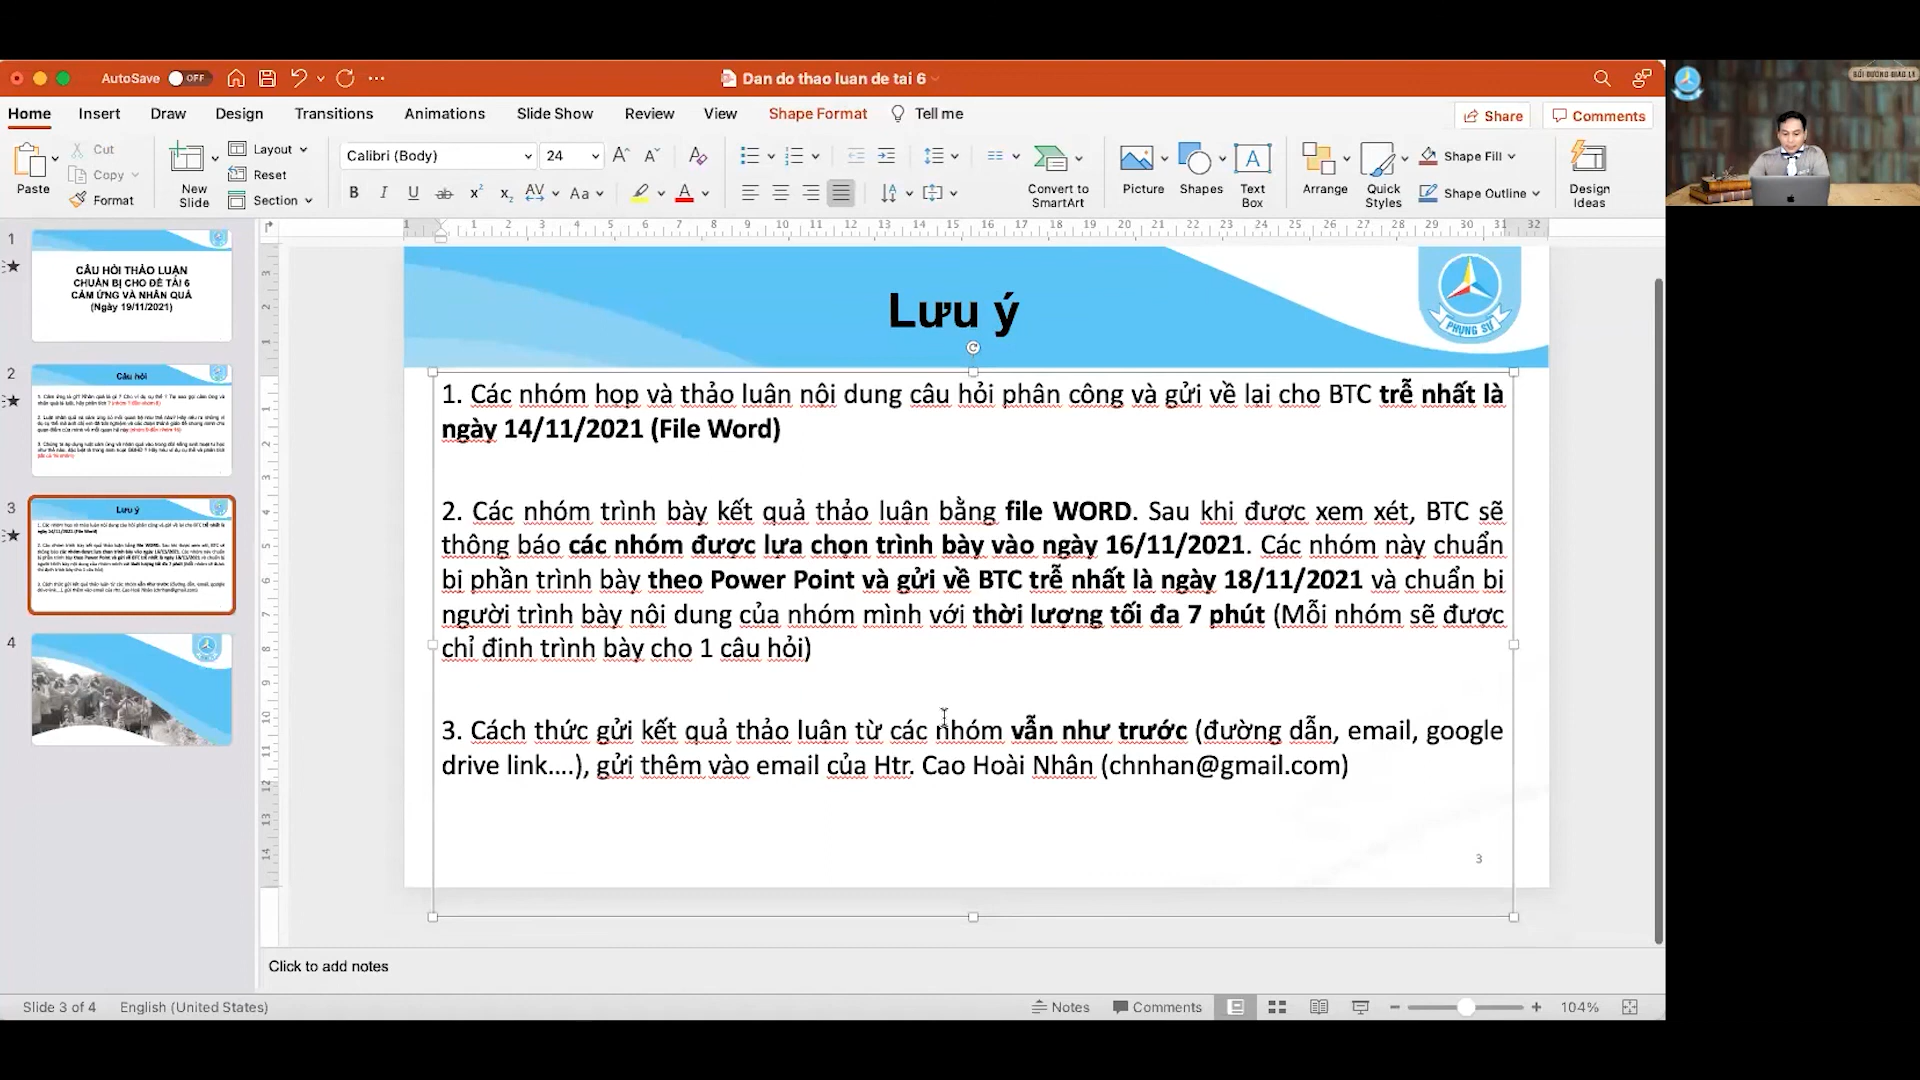 AutoSave OFF
Dan do thao luan de tai 6
Home Insert Draw Design Transitions Animations Slide Show Review View Shape Format Tell me
Share Comments
Paste
Cut
Copy
Format
New Slide
Layout
Reset
Section
Calibri (Body) 24
Convert to SmartArt
Picture
Shapes
Text Box
Arrange
Quick Styles
Shape Fill
Shape Outline
Design Ideas
1
CÂU HỎI THẢO LUẬN
CHUẨN BỊ CHO ĐỀ TÀI 6
CẢM ỨNG VÀ NHÂN QUẢ
(Ngày 19/11/2021)
2
Câu hỏi
3
Lưu ý
4
Lưu ý
PHỤNG SỰ
1. Các nhóm họp và thảo luận nội dung câu hỏi phân công và gửi về lại cho BTC trễ nhất là
ngày 14/11/2021 (File Word)
2. Các nhóm trình bày kết quả thảo luận bằng file WORD. Sau khi được xem xét, BTC sẽ
thông báo các nhóm được lựa chọn trình bày vào ngày 16/11/2021. Các nhóm này chuẩn
bị phần trình bày theo Power Point và gửi về BTC trễ nhất là ngày 18/11/2021 và chuẩn bị
người trình bày nội dung của nhóm mình với thời lượng tối đa 7 phút (Mỗi nhóm sẽ được
chỉ định trình bày cho 1 câu hỏi)
3. Cách thức gửi kết quả thảo luận từ các nhóm vẫn như trước (đường dẫn, email, google
drive link....), gửi thêm vào email của Htr. Cao Hoài Nhân (chnhan@gmail.com)
3
Click to add notes
Slide 3 of 4 English (United States)
Notes Comments 104%
BỒI DƯỠNG GIÁO LÝ